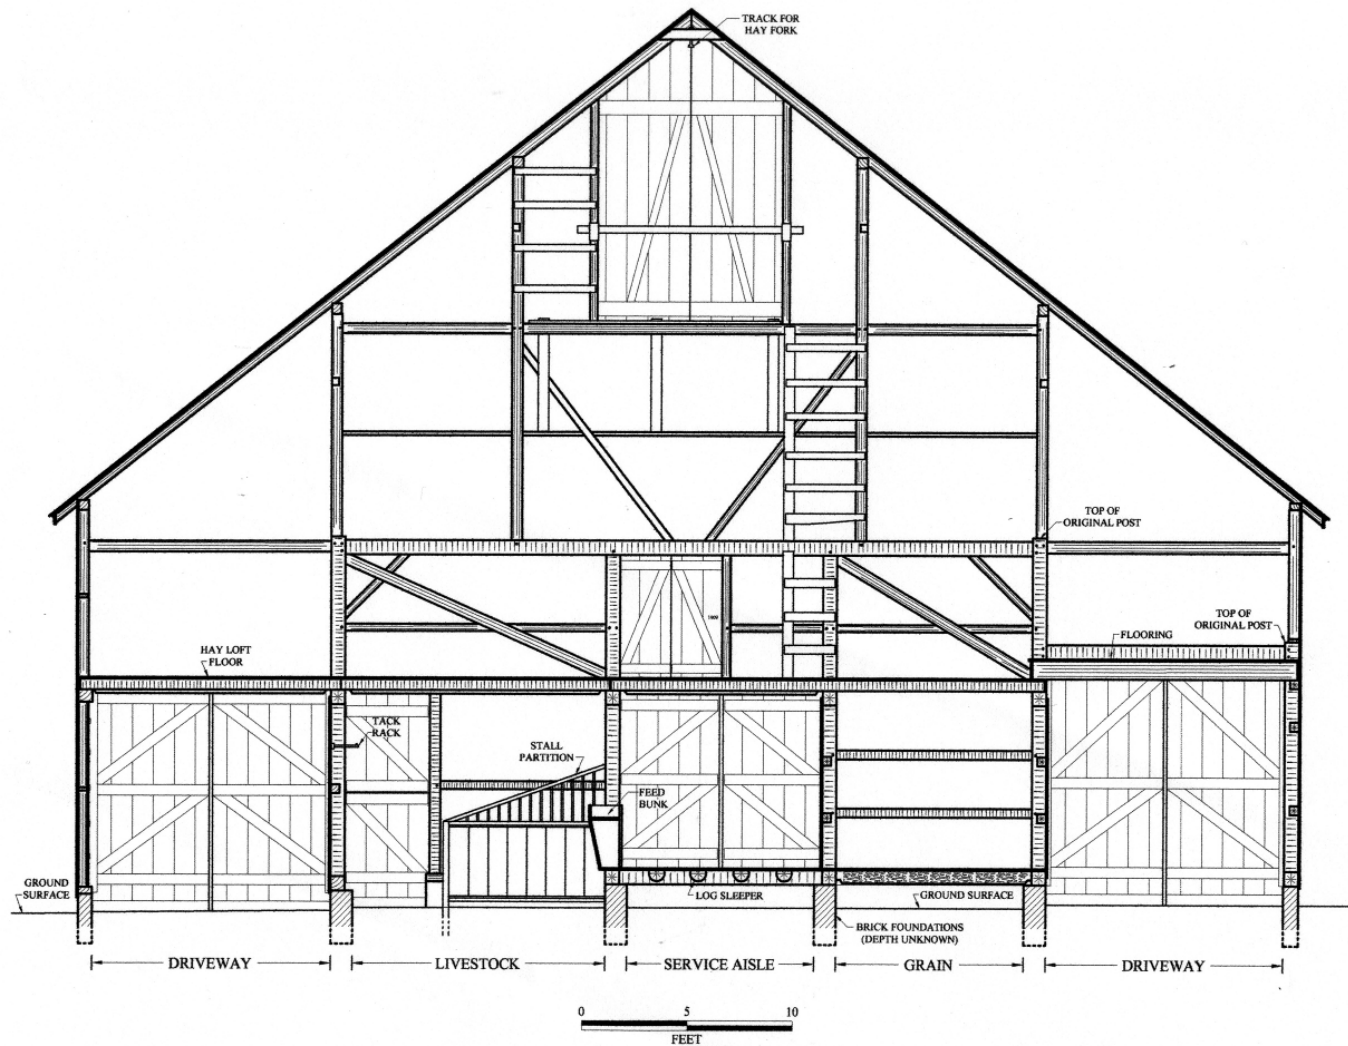 TRACK FOR
HAY FORK
TOP OF
ORIGINAL POST
TOP OF
ORIGINAL POST
FLOORING
HAY LOFT
FLOOR
TACK
RACK
STALL
PARTITION
FEED
BUNK
GROUND
SURFACE
LOG SLEEPER
GROUND SURFACE
BRICK FOUNDATIONS
(DEPTH UNKNOWN)
DRIVEWAY
LIVESTOCK
SERVICE AISLE
GRAIN
DRIVEWAY
0 5 10
FEET